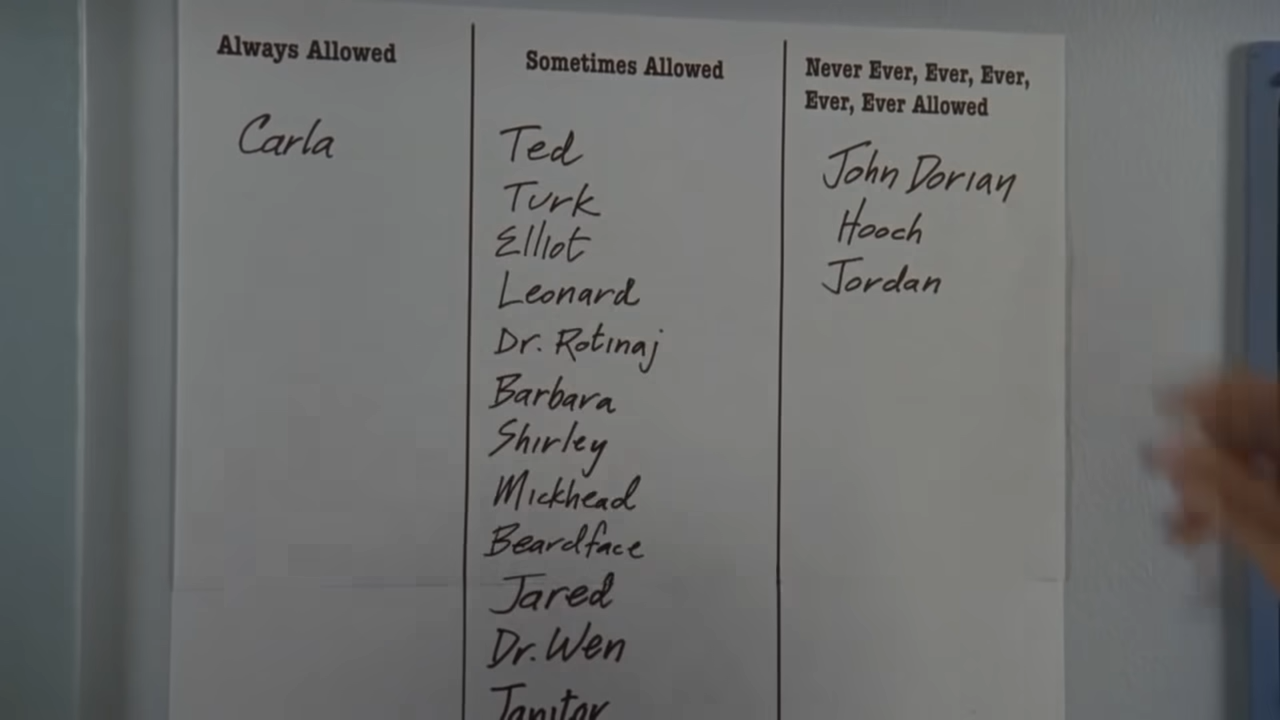 Always Allowed
Carla
Sometimes Allowed
Ted
Turk
Elliot
Leonard
Dr. Rotinaj
Barbara
Shirley
Mickhead
Beardface
Jared
Dr. Wen
Janitor
Never Ever, Ever, Ever,
Ever, Ever Allowed
John Dorian
Hooch
Jordan